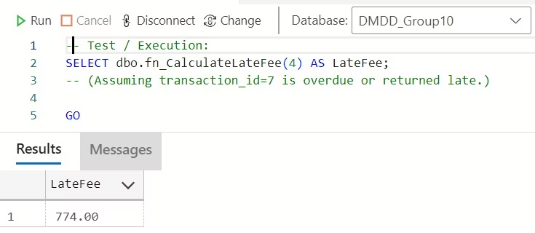 Run Cancel Disconnect Change Database: DMDD_Group10
1 -- Test / Execution:
2 SELECT dbo.fn_CalculateLateFee(4) AS LateFee;
3 -- (Assuming transaction_id=7 is overdue or returned late.)
4
5 GO
Results Messages
LateFee
1 774.00